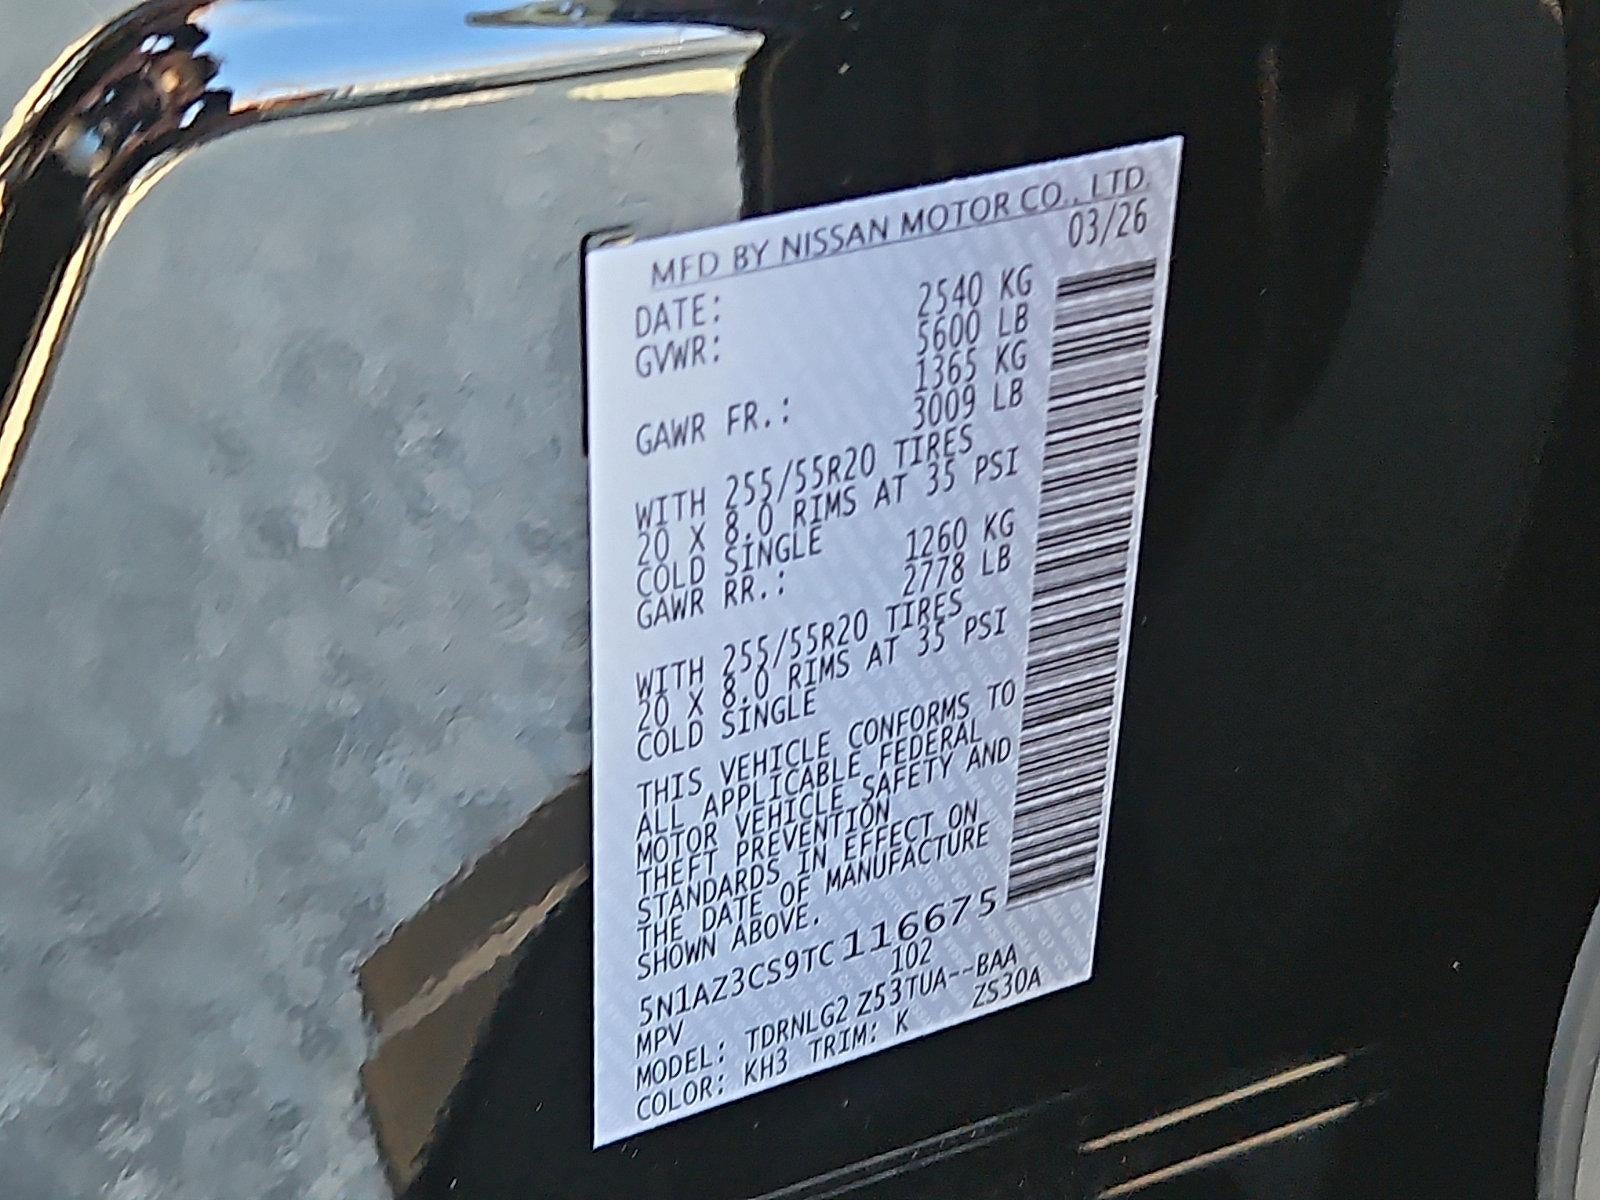 MFD BY NISSAN MOTOR CO., LTD.
DATE: 03/26
GVWR: 2540 KG
5600 LB
GAWR FR.: 1365 KG
3009 LB
WITH 255/55R20 TIRES
20 X 8.0 RIMS AT 35 PSI
COLD SINGLE
GAWR RR.: 1260 KG
2778 LB
WITH 255/55R20 TIRES
20 X 8.0 RIMS AT 35 PSI
COLD SINGLE
THIS VEHICLE CONFORMS TO
ALL APPLICABLE FEDERAL
MOTOR VEHICLE SAFETY AND
THEFT PREVENTION
STANDARDS IN EFFECT ON
THE DATE OF MANUFACTURE
SHOWN ABOVE.
5N1AZ3CS9TC116675
MPV 102
MODEL: TDRNLG2 Z53TUA--BAA
COLOR: KH3 TRIM: K ZS30A